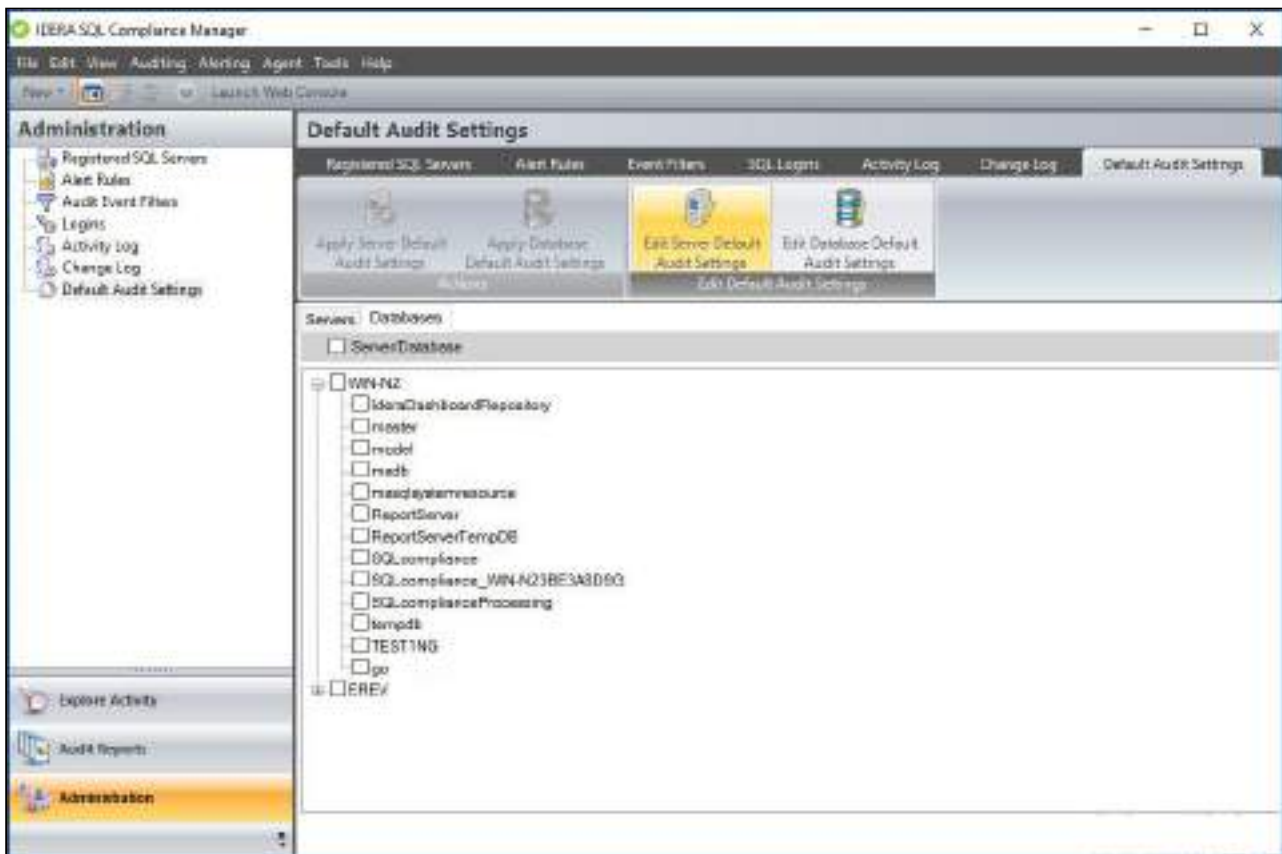 IDERA SQL Compliance Manager
File Edit View Auditing Alerting Agent Tools Help
New Launch Web Console
Administration
Registered SQL Servers
Alert Rules
Audit Event Filters
Logins
Activity Log
Change Log
Default Audit Settings
Explore Activity
Audit Reports
Administration
Default Audit Settings
Registered SQL Servers Alert Rules Event Filters SQL Logins Activity Log Change Log Default Audit Settings
Apply Server Default Audit Settings
Apply Database Default Audit Settings
Actions
Edit Server Default Audit Settings
Edit Database Default Audit Settings
Edit Default Audit Settings
Servers Databases
Server/Database
WIN-NZ
IderaDashboardRepository
master
model
msdb
mssqlsystemresource
ReportServer
ReportServerTempDB
SQLcompliance
SQLcomplianceProcessing
tempdb
TEST1NG
go
EREV